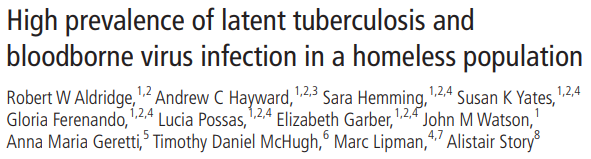 High prevalence of latent tuberculosis and
bloodborne virus infection in a homeless population
Robert W Aldridge,1,2 Andrew C Hayward,1,2,3 Sara Hemming,1,2,4 Susan K Yates,1,2,4
Gloria Ferenando,1,2,4 Lucia Possas,1,2,4 Elizabeth Garber,1,2,4 John M Watson,1
Anna Maria Geretti,5 Timothy Daniel McHugh,6 Marc Lipman,4,7 Alistair Story8